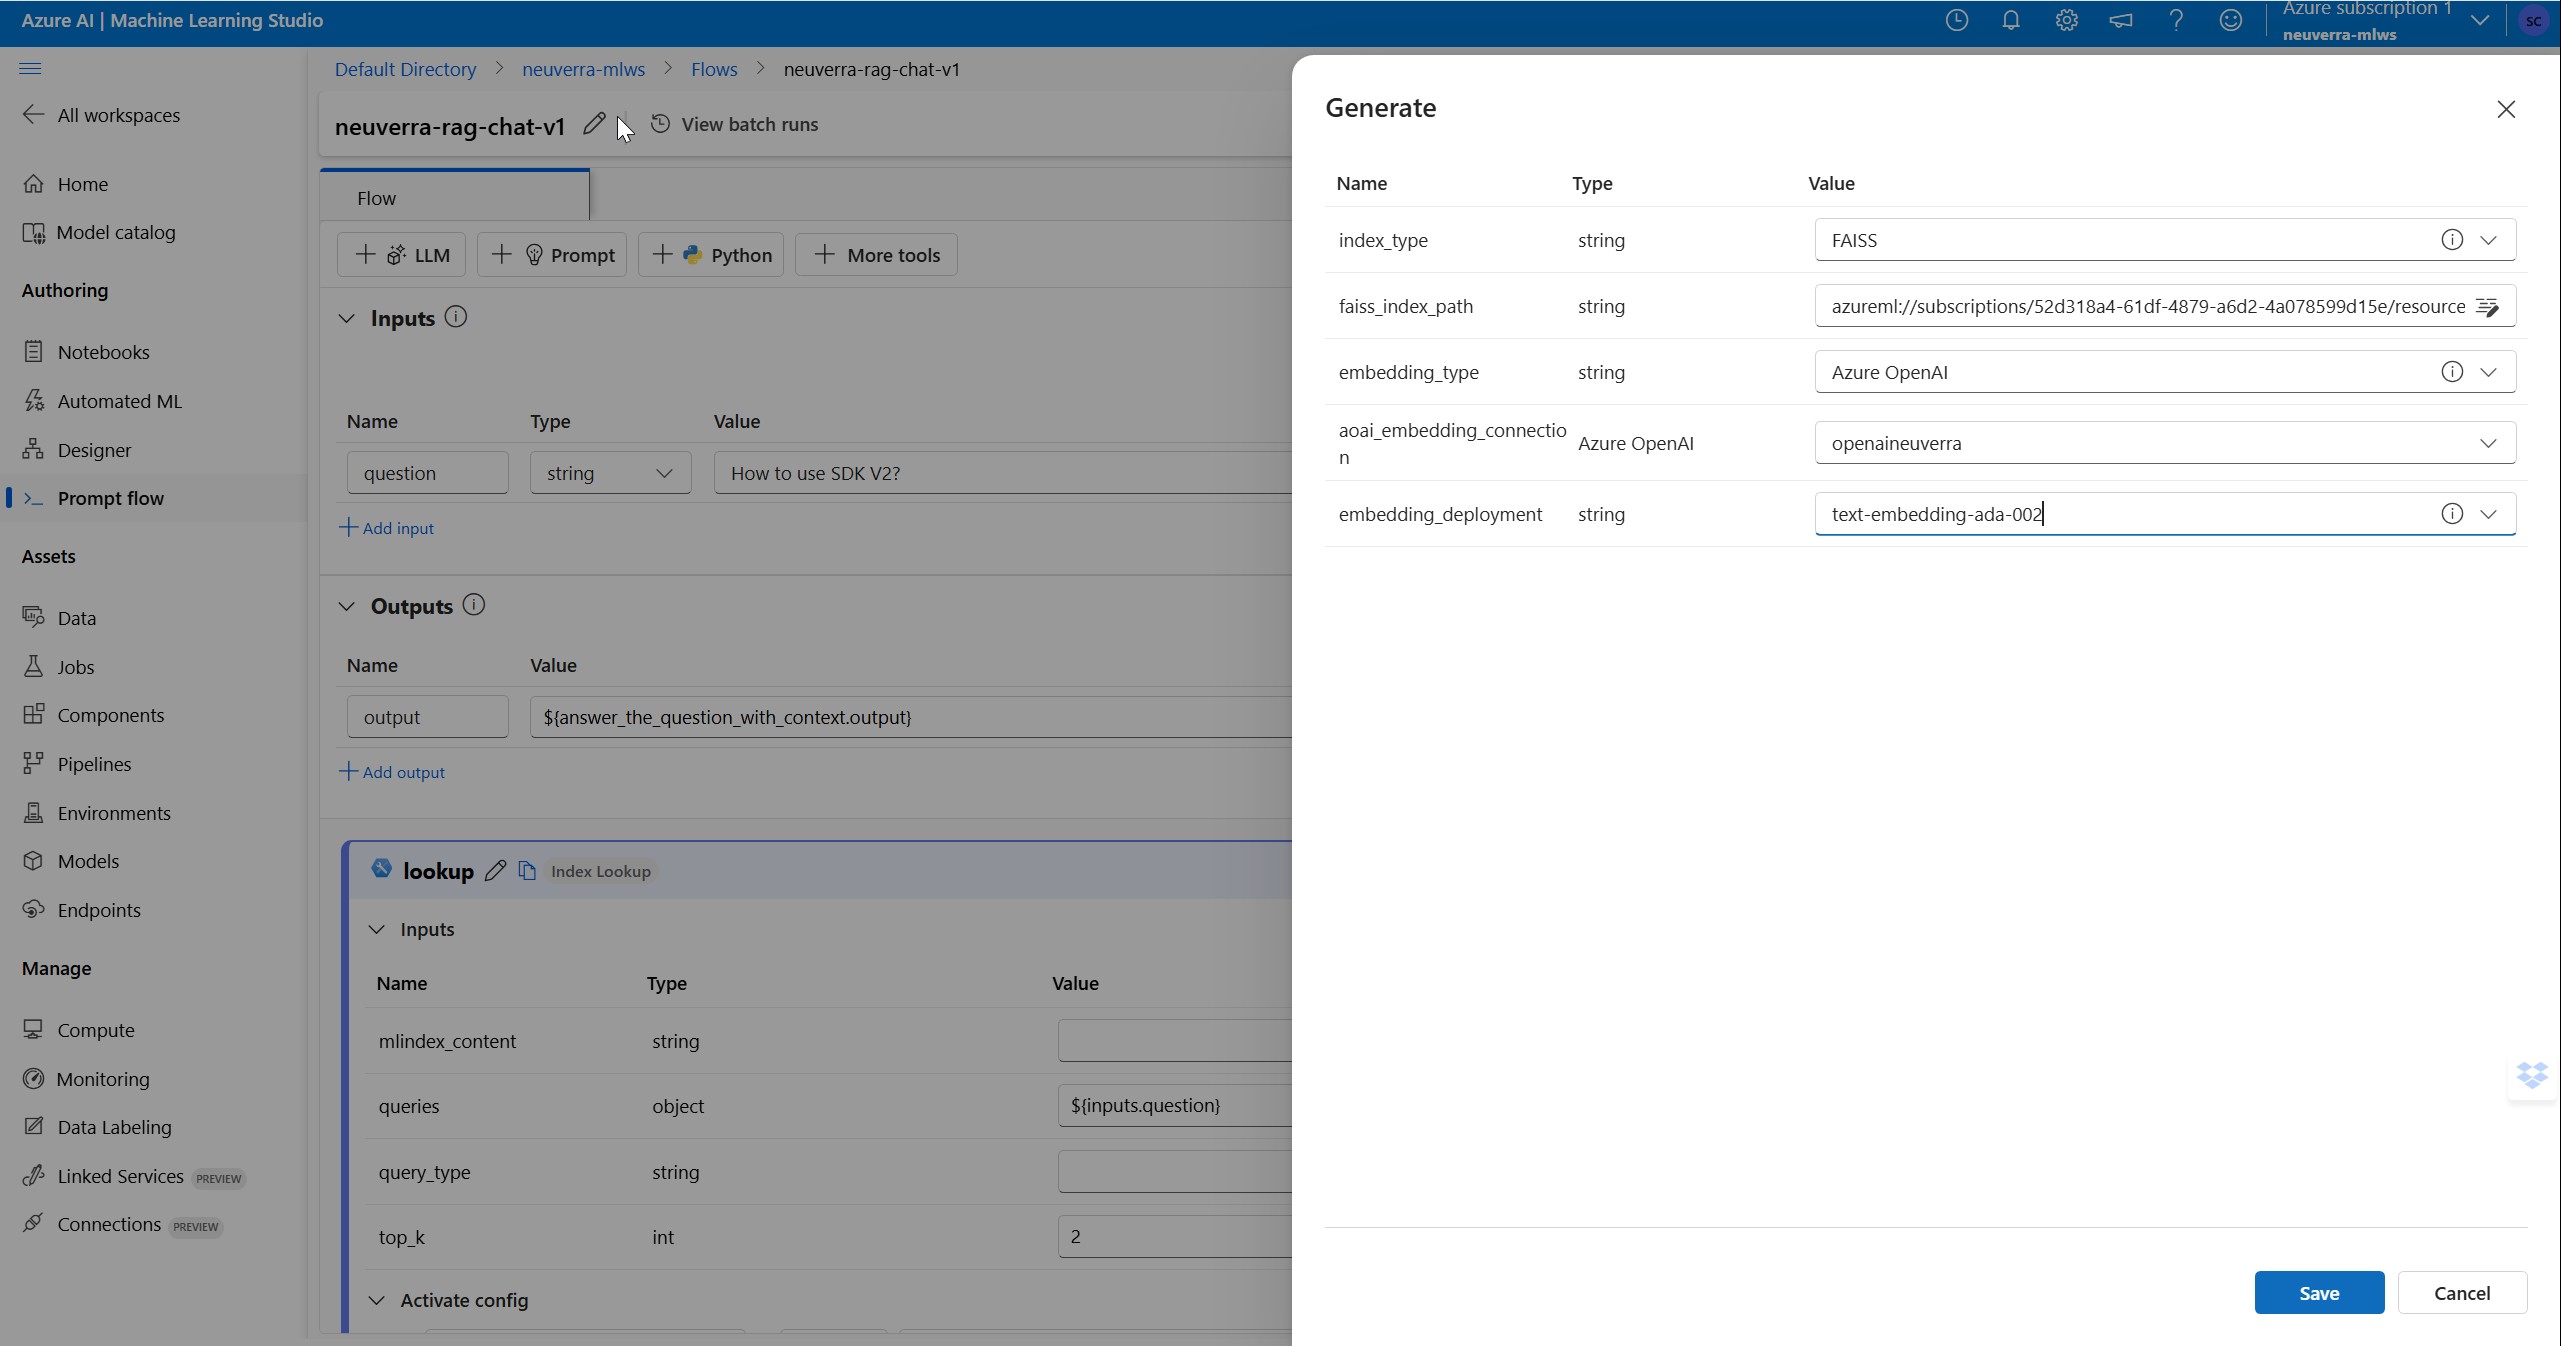 Azure AI | Machine Learning Studio
Azure subscription 1
neuverra-mlws
SC
All workspaces
Home
Model catalog
Authoring
Notebooks
Automated ML
Designer
Prompt flow
Assets
Data
Jobs
Components
Pipelines
Environments
Models
Endpoints
Manage
Compute
Monitoring
Data Labeling
Linked Services PREVIEW
Connections PREVIEW
Default Directory > neuverra-mlws > Flows > neuverra-rag-chat-v1
neuverra-rag-chat-v1 View batch runs
Flow
LLM Prompt Python More tools
Inputs
Name Type Value
question string How to use SDK V2?
Add input
Outputs
Name Value
output ${answer_the_question_with_context.output}
Add output
lookup Index Lookup
Inputs
Name Type Value
mlindex_content string
queries object ${inputs.question}
query_type string
top_k int 2
Activate config
Generate
Name Type Value
index_type string FAISS
faiss_index_path string azureml://subscriptions/52d318a4-61df-4879-a6d2-4a078599d15e/resource
embedding_type string Azure OpenAI
aoai_embedding_connectio
n Azure OpenAI openaineuverra
embedding_deployment string text-embedding-ada-002
Save Cancel